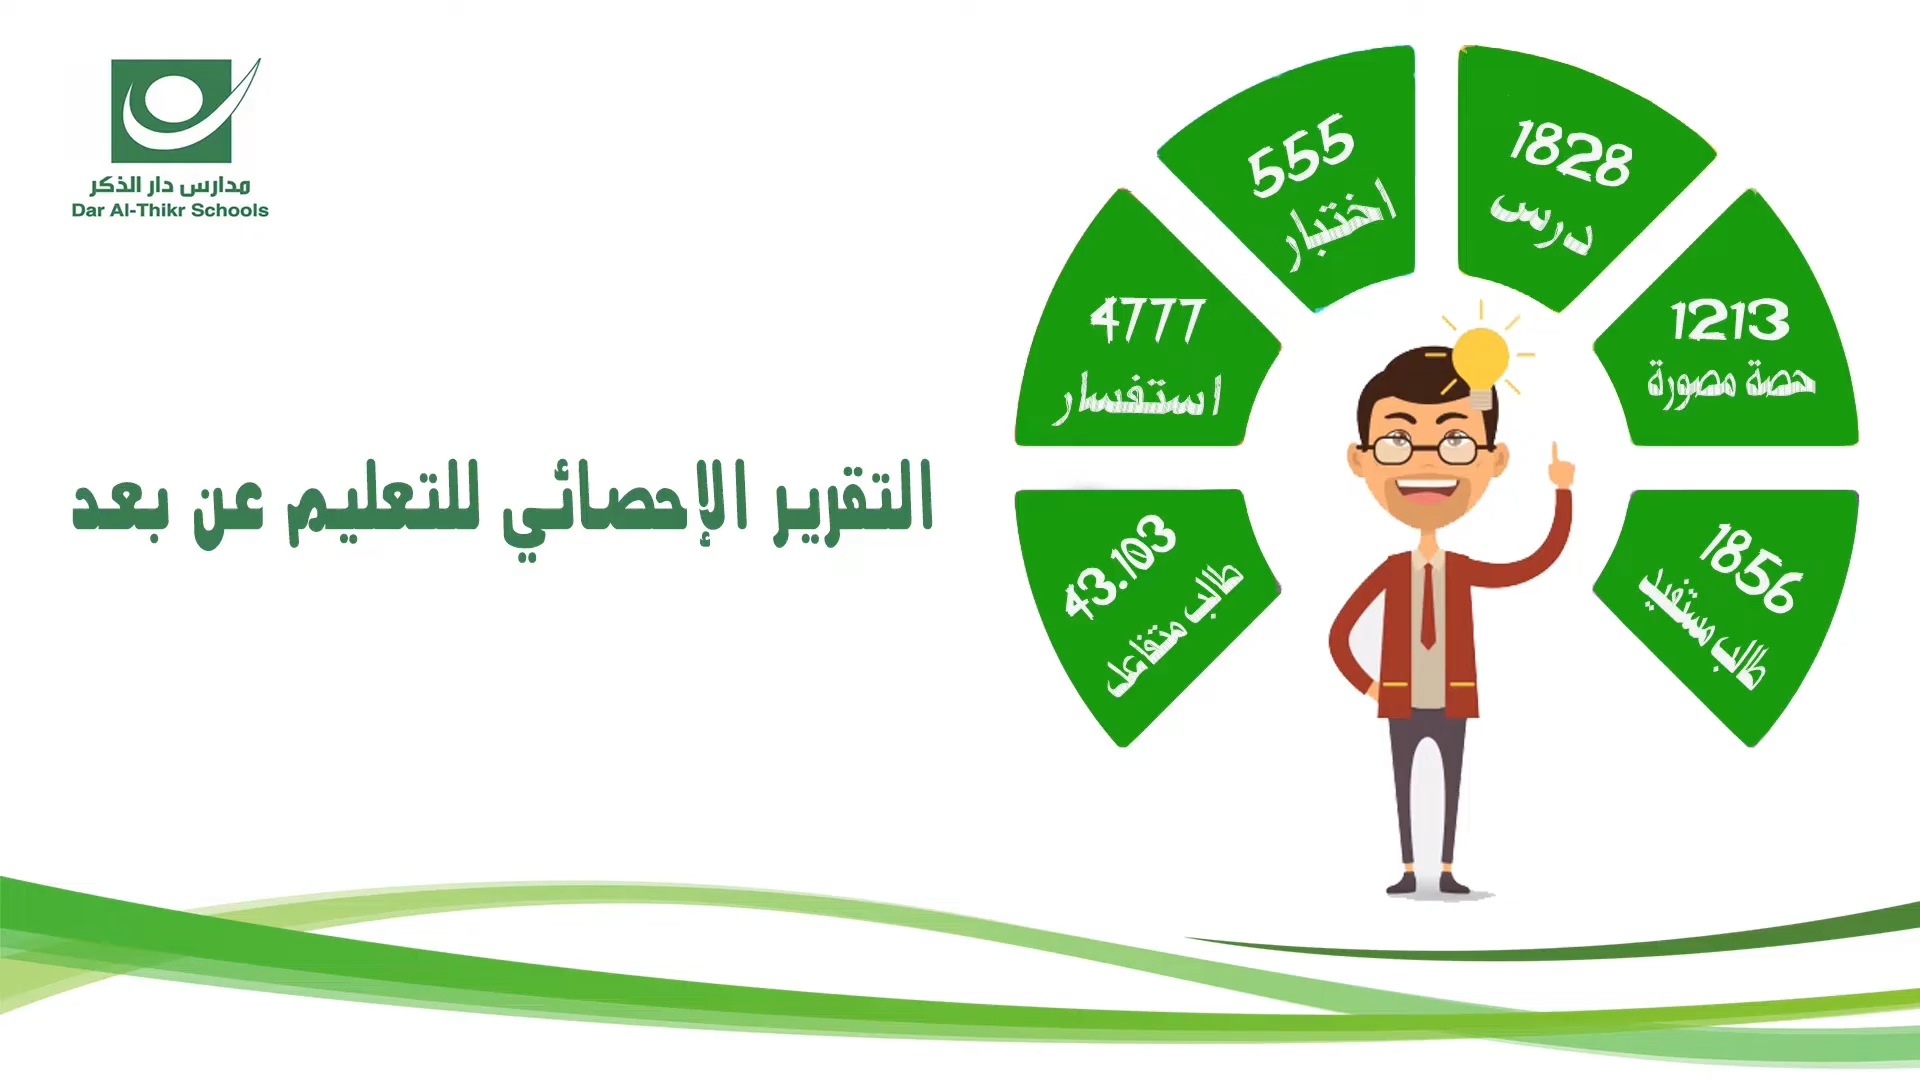 مدارس دار الذكر
Dar Al-Thikr Schools
التقرير الإحصائي للتعليم عن بعد
1856
طالب مستفيد
1213
حصة مصورة
1828
درس
555
اختبار
4777
استفسار
43.103
طالب متفاعل